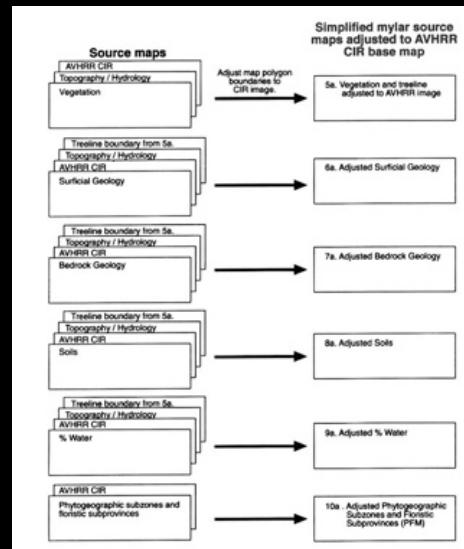 Source maps
Simplified mylar source
maps adjusted to AVHRR
CIR base map
AVHRR CIR
Topography / Hydrology
Vegetation
Adjust map polygon
boundaries to
CIR image.
5a. Vegetation and treeline
adjusted to AVHRR image
Treeline boundary from 5a.
Topography / Hydrology
AVHRR CIR
Surficial Geology
6a. Adjusted Surficial Geology
Treeline boundary from 5a.
Topography / Hydrology
AVHRR CIR
Bedrock Geology
7a. Adjusted Bedrock Geology
Treeline boundary from 5a.
Topography / Hydrology
AVHRR CIR
Soils
8a. Adjusted Soils
Treeline boundary from 5a.
Topography / Hydrology
AVHRR CIR
% Water
9a. Adjusted % Water
AVHRR CIR
Phytogeographic subzones and
floristic subprovinces
10a . Adjusted Phytogeographic
Subzones and Floristic
Subprovinces (PFM)